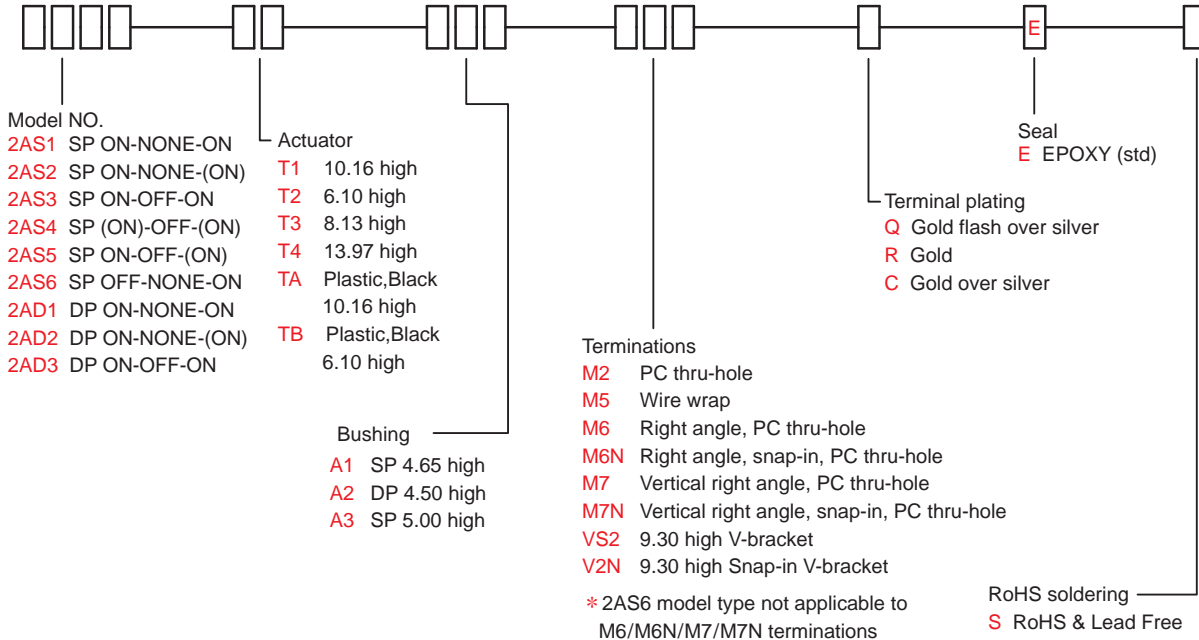 E
Model NO.
2AS1 SP ON-NONE-ON
2AS2 SP ON-NONE-(ON)
2AS3 SP ON-OFF-ON
2AS4 SP (ON)-OFF-(ON)
2AS5 SP ON-OFF-(ON)
2AS6 SP OFF-NONE-ON
2AD1 DP ON-NONE-ON
2AD2 DP ON-NONE-(ON)
2AD3 DP ON-OFF-ON
Actuator
T1 10.16 high
T2 6.10 high
T3 8.13 high
T4 13.97 high
TA Plastic,Black
10.16 high
TB Plastic,Black
6.10 high
Bushing
A1 SP 4.65 high
A2 DP 4.50 high
A3 SP 5.00 high
Terminations
M2 PC thru-hole
M5 Wire wrap
M6 Right angle, PC thru-hole
M6N Right angle, snap-in, PC thru-hole
M7 Vertical right angle, PC thru-hole
M7N Vertical right angle, snap-in, PC thru-hole
VS2 9.30 high V-bracket
V2N 9.30 high Snap-in V-bracket
* 2AS6 model type not applicable to
M6/M6N/M7/M7N terminations
Terminal plating
Q Gold flash over silver
R Gold
C Gold over silver
Seal
E EPOXY (std)
RoHS soldering
S RoHS & Lead Free